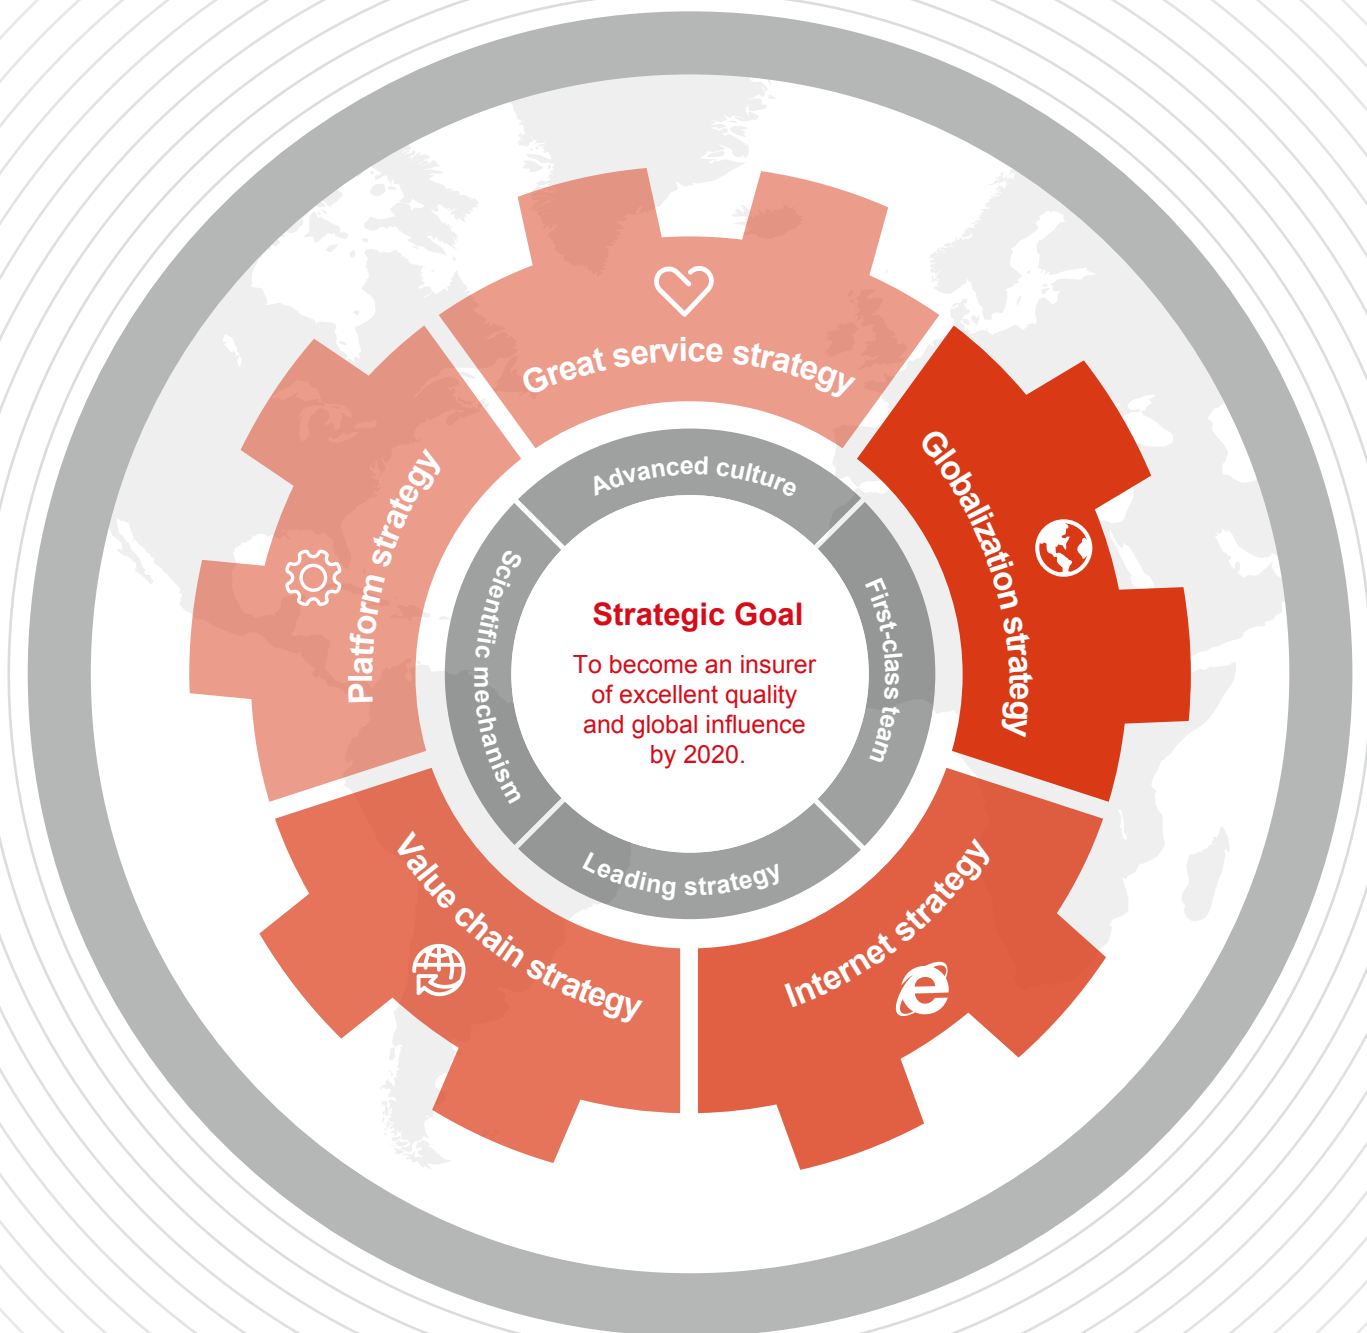 Great service strategy
Globalization strategy
Internet strategy
Value chain strategy
Platform strategy
Advanced culture
First-class team
Leading strategy
Scientific mechanism
Strategic Goal
To become an insurer
of excellent quality
and global influence
by 2020.